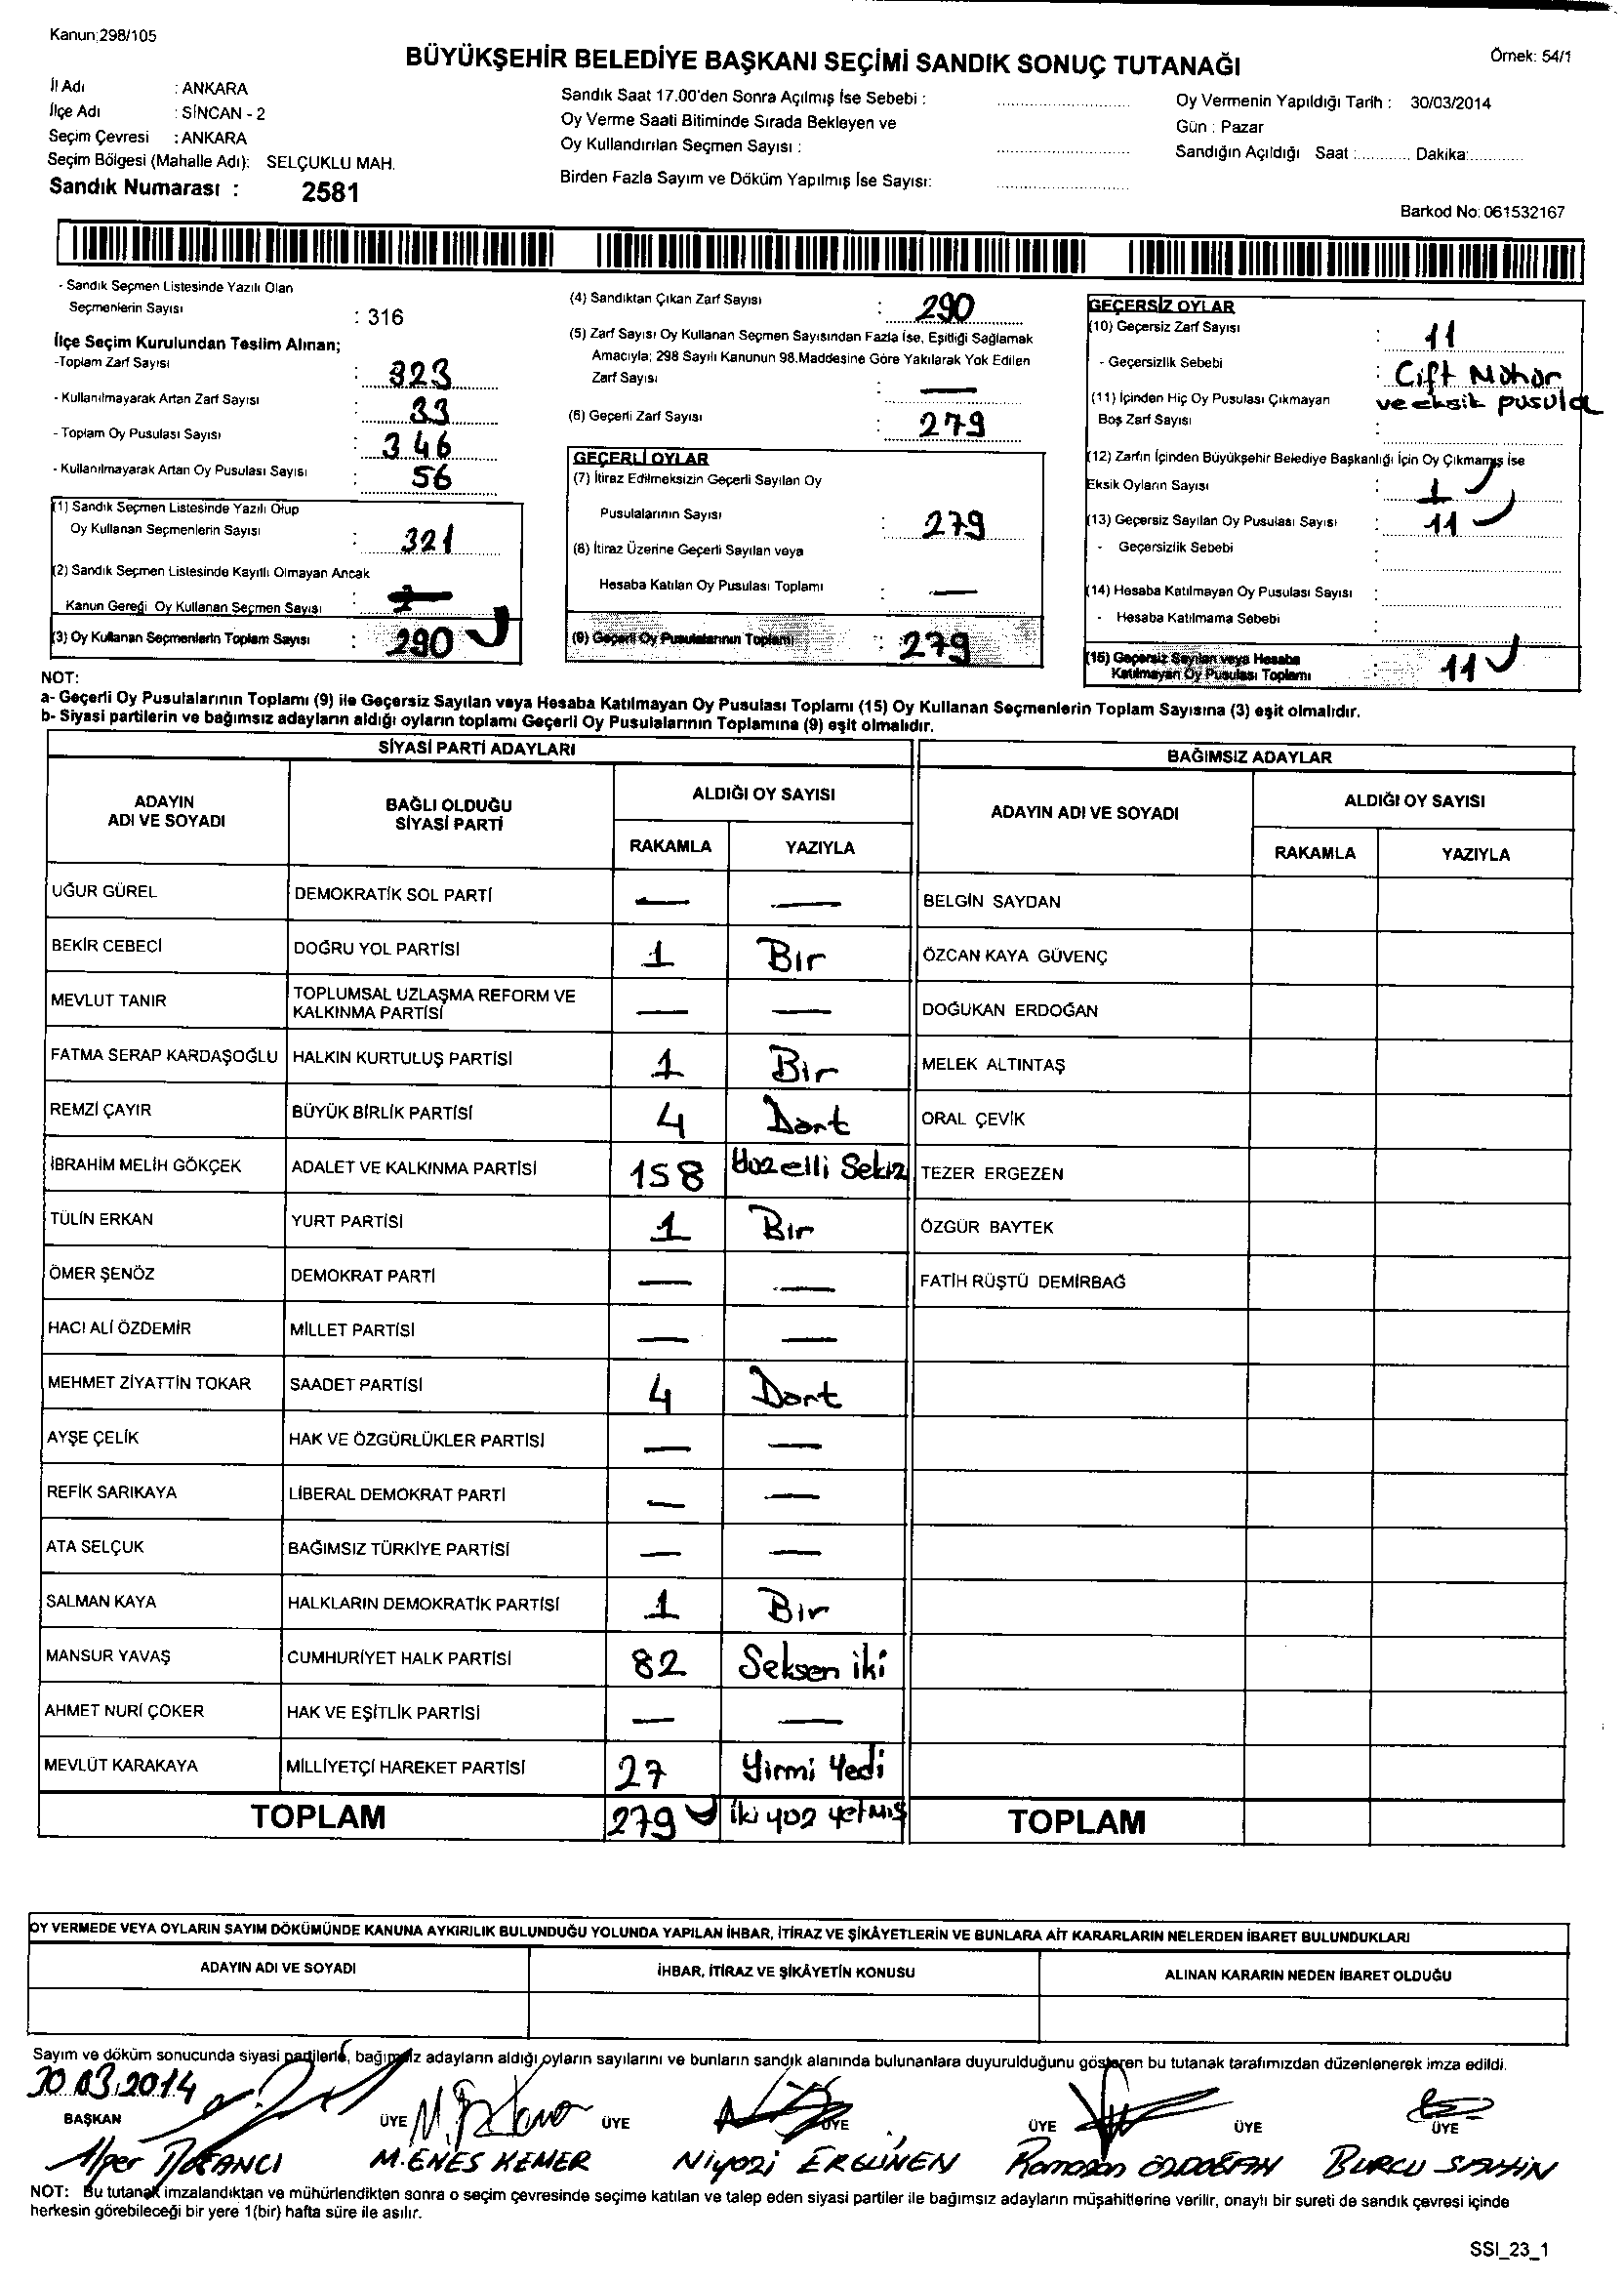 Kanun;298/105
BÜYÜKŞEHİR BELEDİYE BAŞKANI SEÇİMİ SANDIK SONUÇ TUTANAĞI
Örnek: 54/1
İl Adı : ANKARA
İlçe Adı : SİNCAN - 2
Seçim Çevresi : ANKARA
Seçim Bölgesi (Mahalle Adı): SELÇUKLU MAH.
Sandık Numarası : 2581
Sandık Saat 17.00'den Sonra Açılmış İse Sebebi :
Oy Verme Saati Bitiminde Sırada Bekleyen ve
Oy Kullandırılan Seçmen Sayısı :
Birden Fazla Sayım ve Döküm Yapılmış İse Sayısı:
Oy Vermenin Yapıldığı Tarih : 30/03/2014
Gün : Pazar
Sandığın Açıldığı Saat :............ Dakika:............
Barkod No: 061532167
- Sandık Seçmen Listesinde Yazılı Olan
Seçmenlerin Sayısı : 316
İlçe Seçim Kurulundan Teslim Alınan;
-Toplam Zarf Sayısı : 323
- Kullanılmayarak Artan Zarf Sayısı : 33
- Toplam Oy Pusulası Sayısı : 346
- Kullanılmayarak Artan Oy Pusulası Sayısı : 56
(1) Sandık Seçmen Listesinde Yazılı Olup
Oy Kullanan Seçmenlerin Sayısı : 321
(2) Sandık Seçmen Listesinde Kayıtlı Olmayan Ancak
Kanun Gereği Oy Kullanan Seçmen Sayısı :
(3) Oy Kullanan Seçmenlerin Toplam Sayısı : 290
(4) Sandıktan Çıkan Zarf Sayısı : 290
(5) Zarf Sayısı Oy Kullanan Seçmen Sayısından Fazla İse, Eşitliği Sağlamak
Amacıyla; 298 Sayılı Kanunun 98.Maddesine Göre Yakılarak Yok Edilen
Zarf Sayısı : —
(6) Geçerli Zarf Sayısı : 279
GEÇERLİ OYLAR
(7) İtiraz Edilmeksizin Geçerli Sayılan Oy
Pusulalarının Sayısı : 279
(8) İtiraz Üzerine Geçerli Sayılan veya
Hesaba Katılan Oy Pusulası Toplamı : —
(9) Geçerli Oy Pusulalarının Toplamı : 279
GEÇERSİZ OYLAR
(10) Geçersiz Zarf Sayısı : 11
- Geçersizlik Sebebi : Çift Mühür
ve eksik pusula
(11) İçinden Hiç Oy Pusulası Çıkmayan
Boş Zarf Sayısı :
(12) Zarfın İçinden Büyükşehir Belediye Başkanlığı İçin Oy Çıkmamış İse
Eksik Oyların Sayısı : 1
(13) Geçersiz Sayılan Oy Pusulası Sayısı : 11
- Geçersizlik Sebebi :
(14) Hesaba Katılmayan Oy Pusulası Sayısı :
- Hesaba Katılmama Sebebi :
(15) Geçersiz Sayılan veya Hesaba
Katılmayan Oy Pusulası Toplamı : 11
NOT:
a- Geçerli Oy Pusulalarının Toplamı (9) ile Geçersiz Sayılan veya Hesaba Katılmayan Oy Pusulası Toplamı (15) Oy Kullanan Seçmenlerin Toplam Sayısına (3) eşit olmalıdır.
b- Siyasi partilerin ve bağımsız adayların aldığı oyların toplamı Geçerli Oy Pusulalarının Toplamına (9) eşit olmalıdır.
SİYASİ PARTİ ADAYLARI
BAĞIMSIZ ADAYLAR
ADAYIN ADI VE SOYADI
BAĞLI OLDUĞU SİYASİ PARTİ
ALDIĞI OY SAYISI
RAKAMLA YAZIYLA
ADAYIN ADI VE SOYADI
ALDIĞI OY SAYISI
RAKAMLA YAZIYLA
UĞUR GÜREL DEMOKRATİK SOL PARTİ — — BELGİN SAYDAN
BEKİR CEBECİ DOĞRU YOL PARTİSİ 1 Bir ÖZCAN KAYA GÜVENÇ
MEVLUT TANIR TOPLUMSAL UZLAŞMA REFORM VE KALKINMA PARTİSİ — — DOĞUKAN ERDOĞAN
FATMA SERAP KARDAŞOĞLU HALKIN KURTULUŞ PARTİSİ 1 Bir MELEK ALTINTAŞ
REMZİ ÇAYIR BÜYÜK BİRLİK PARTİSİ 4 Dört ORAL ÇEVİK
İBRAHİM MELİH GÖKÇEK ADALET VE KALKINMA PARTİSİ 158 Yüzelli Sekiz TEZER ERGEZEN
TÜLİN ERKAN YURT PARTİSİ 1 Bir ÖZGÜR BAYTEK
ÖMER ŞENÖZ DEMOKRAT PARTİ — — FATİH RÜŞTÜ DEMİRBAĞ
HACI ALİ ÖZDEMİR MİLLET PARTİSİ — —
MEHMET ZİYATTİN TOKAR SAADET PARTİSİ 4 Dört
AYŞE ÇELİK HAK VE ÖZGÜRLÜKLER PARTİSİ — —
REFİK SARIKAYA LİBERAL DEMOKRAT PARTİ — —
ATA SELÇUK BAĞIMSIZ TÜRKİYE PARTİSİ — —
SALMAN KAYA HALKLARIN DEMOKRATİK PARTİSİ 1 Bir
MANSUR YAVAŞ CUMHURİYET HALK PARTİSİ 82 Seksen iki
AHMET NURİ ÇOKER HAK VE EŞİTLİK PARTİSİ — —
MEVLÜT KARAKAYA MİLLİYETÇİ HAREKET PARTİSİ 27 Yirmi Yedi
TOPLAM 279 iki yüz yetmiş TOPLAM
OY VERMEDE VEYA OYLARIN SAYIM DÖKÜMÜNDE KANUNA AYKIRILIK BULUNDUĞU YOLUNDA YAPILAN İHBAR, İTİRAZ VE ŞİKÂYETLERİN VE BUNLARA AİT KARARLARIN NELERDEN İBARET BULUNDUKLARI
ADAYIN ADI VE SOYADI İHBAR, İTİRAZ VE ŞİKÂYETİN KONUSU ALINAN KARARIN NEDEN İBARET OLDUĞU
Sayım ve döküm sonucunda siyasi partilerle, bağımsız adayların aldığı oyların sayılarını ve bunların sandık alanında bulunanlara duyurulduğunu gösteren bu tutanak tarafımızdan düzenlenerek imza edildi.
30.03.2014
BAŞKAN ÜYE ÜYE ÜYE ÜYE ÜYE ÜYE
Alper M.ENES KEMER Niyazi ERGÜNEN Ramazan ÖZDOĞAN BURCU ŞAHİN
NOT: Bu tutanak imzalandıktan ve mühürlendikten sonra o seçim çevresinde seçime katılan ve talep eden siyasi partiler ile bağımsız adayların müşahitlerine verilir, onaylı bir sureti de sandık çevresi içinde
herkesin görebileceği bir yere 1(bir) hafta süre ile asılır.
SSI_23_1